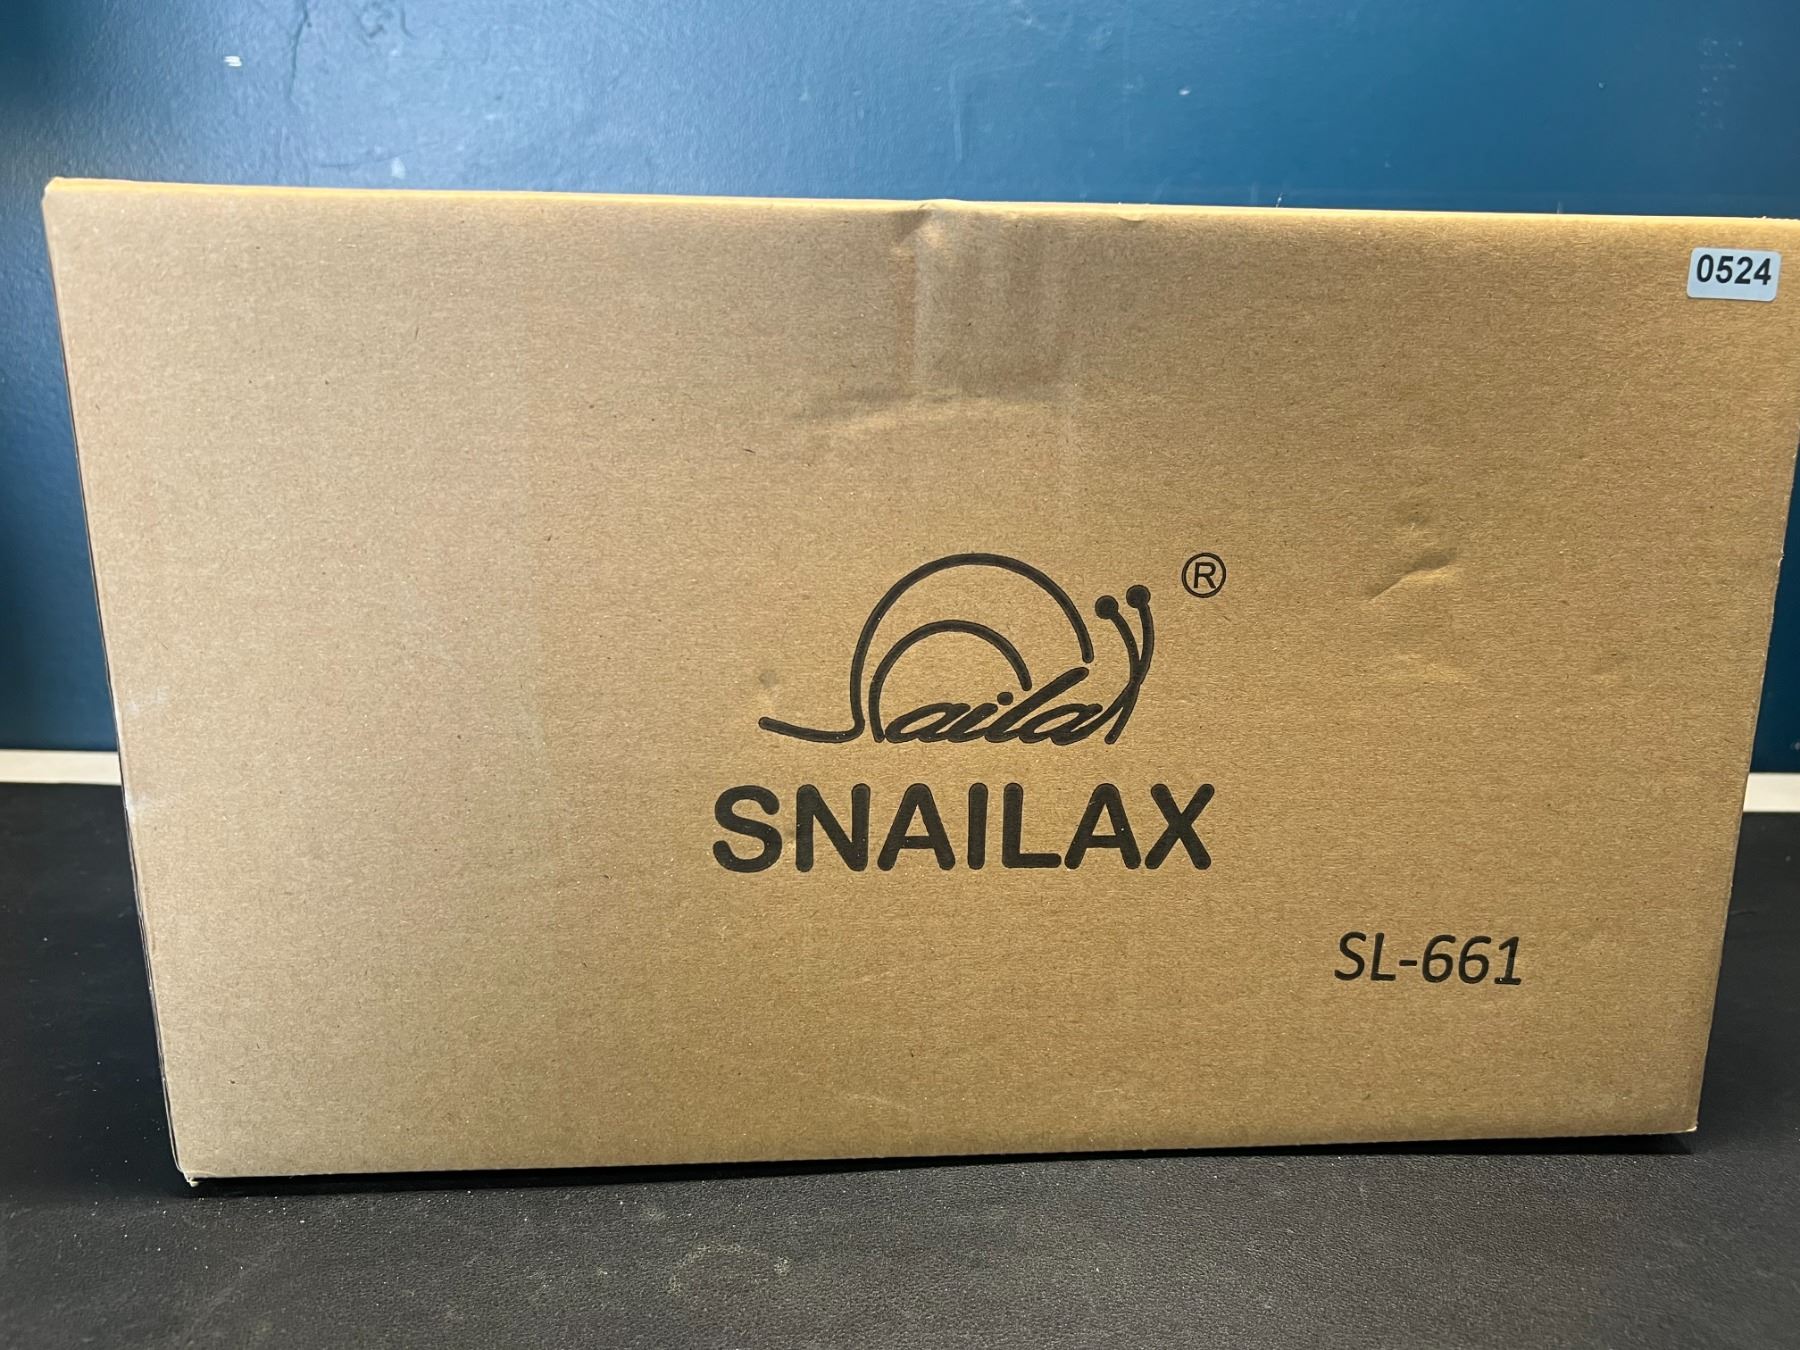 0524
®
Snailax
SNAILAX
SL-661